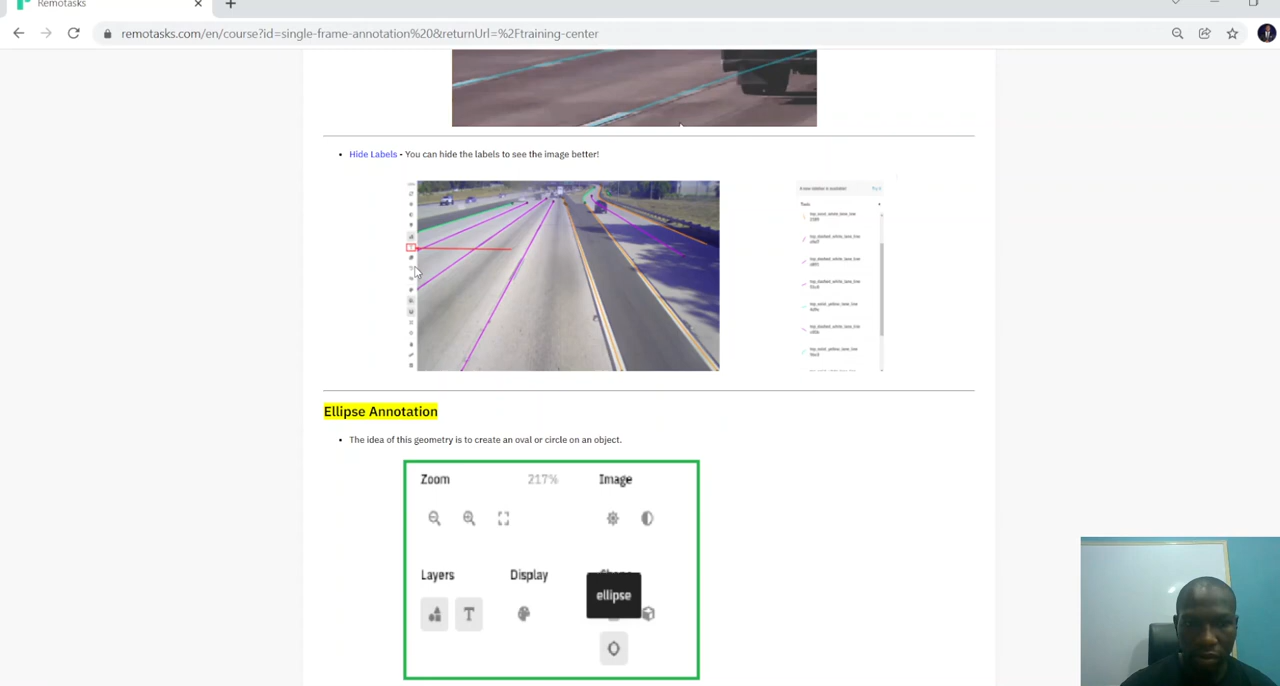 Remotasks
remotasks.com/en/course?id=single-frame-annotation%20&returnUrl=%2Ftraining-center
Hide Labels - You can hide the labels to see the image better!
Tools
Ellipse Annotation
The idea of this geometry is to create an oval or circle on an object.
Zoom 217% Image
Layers Display
ellipse
T